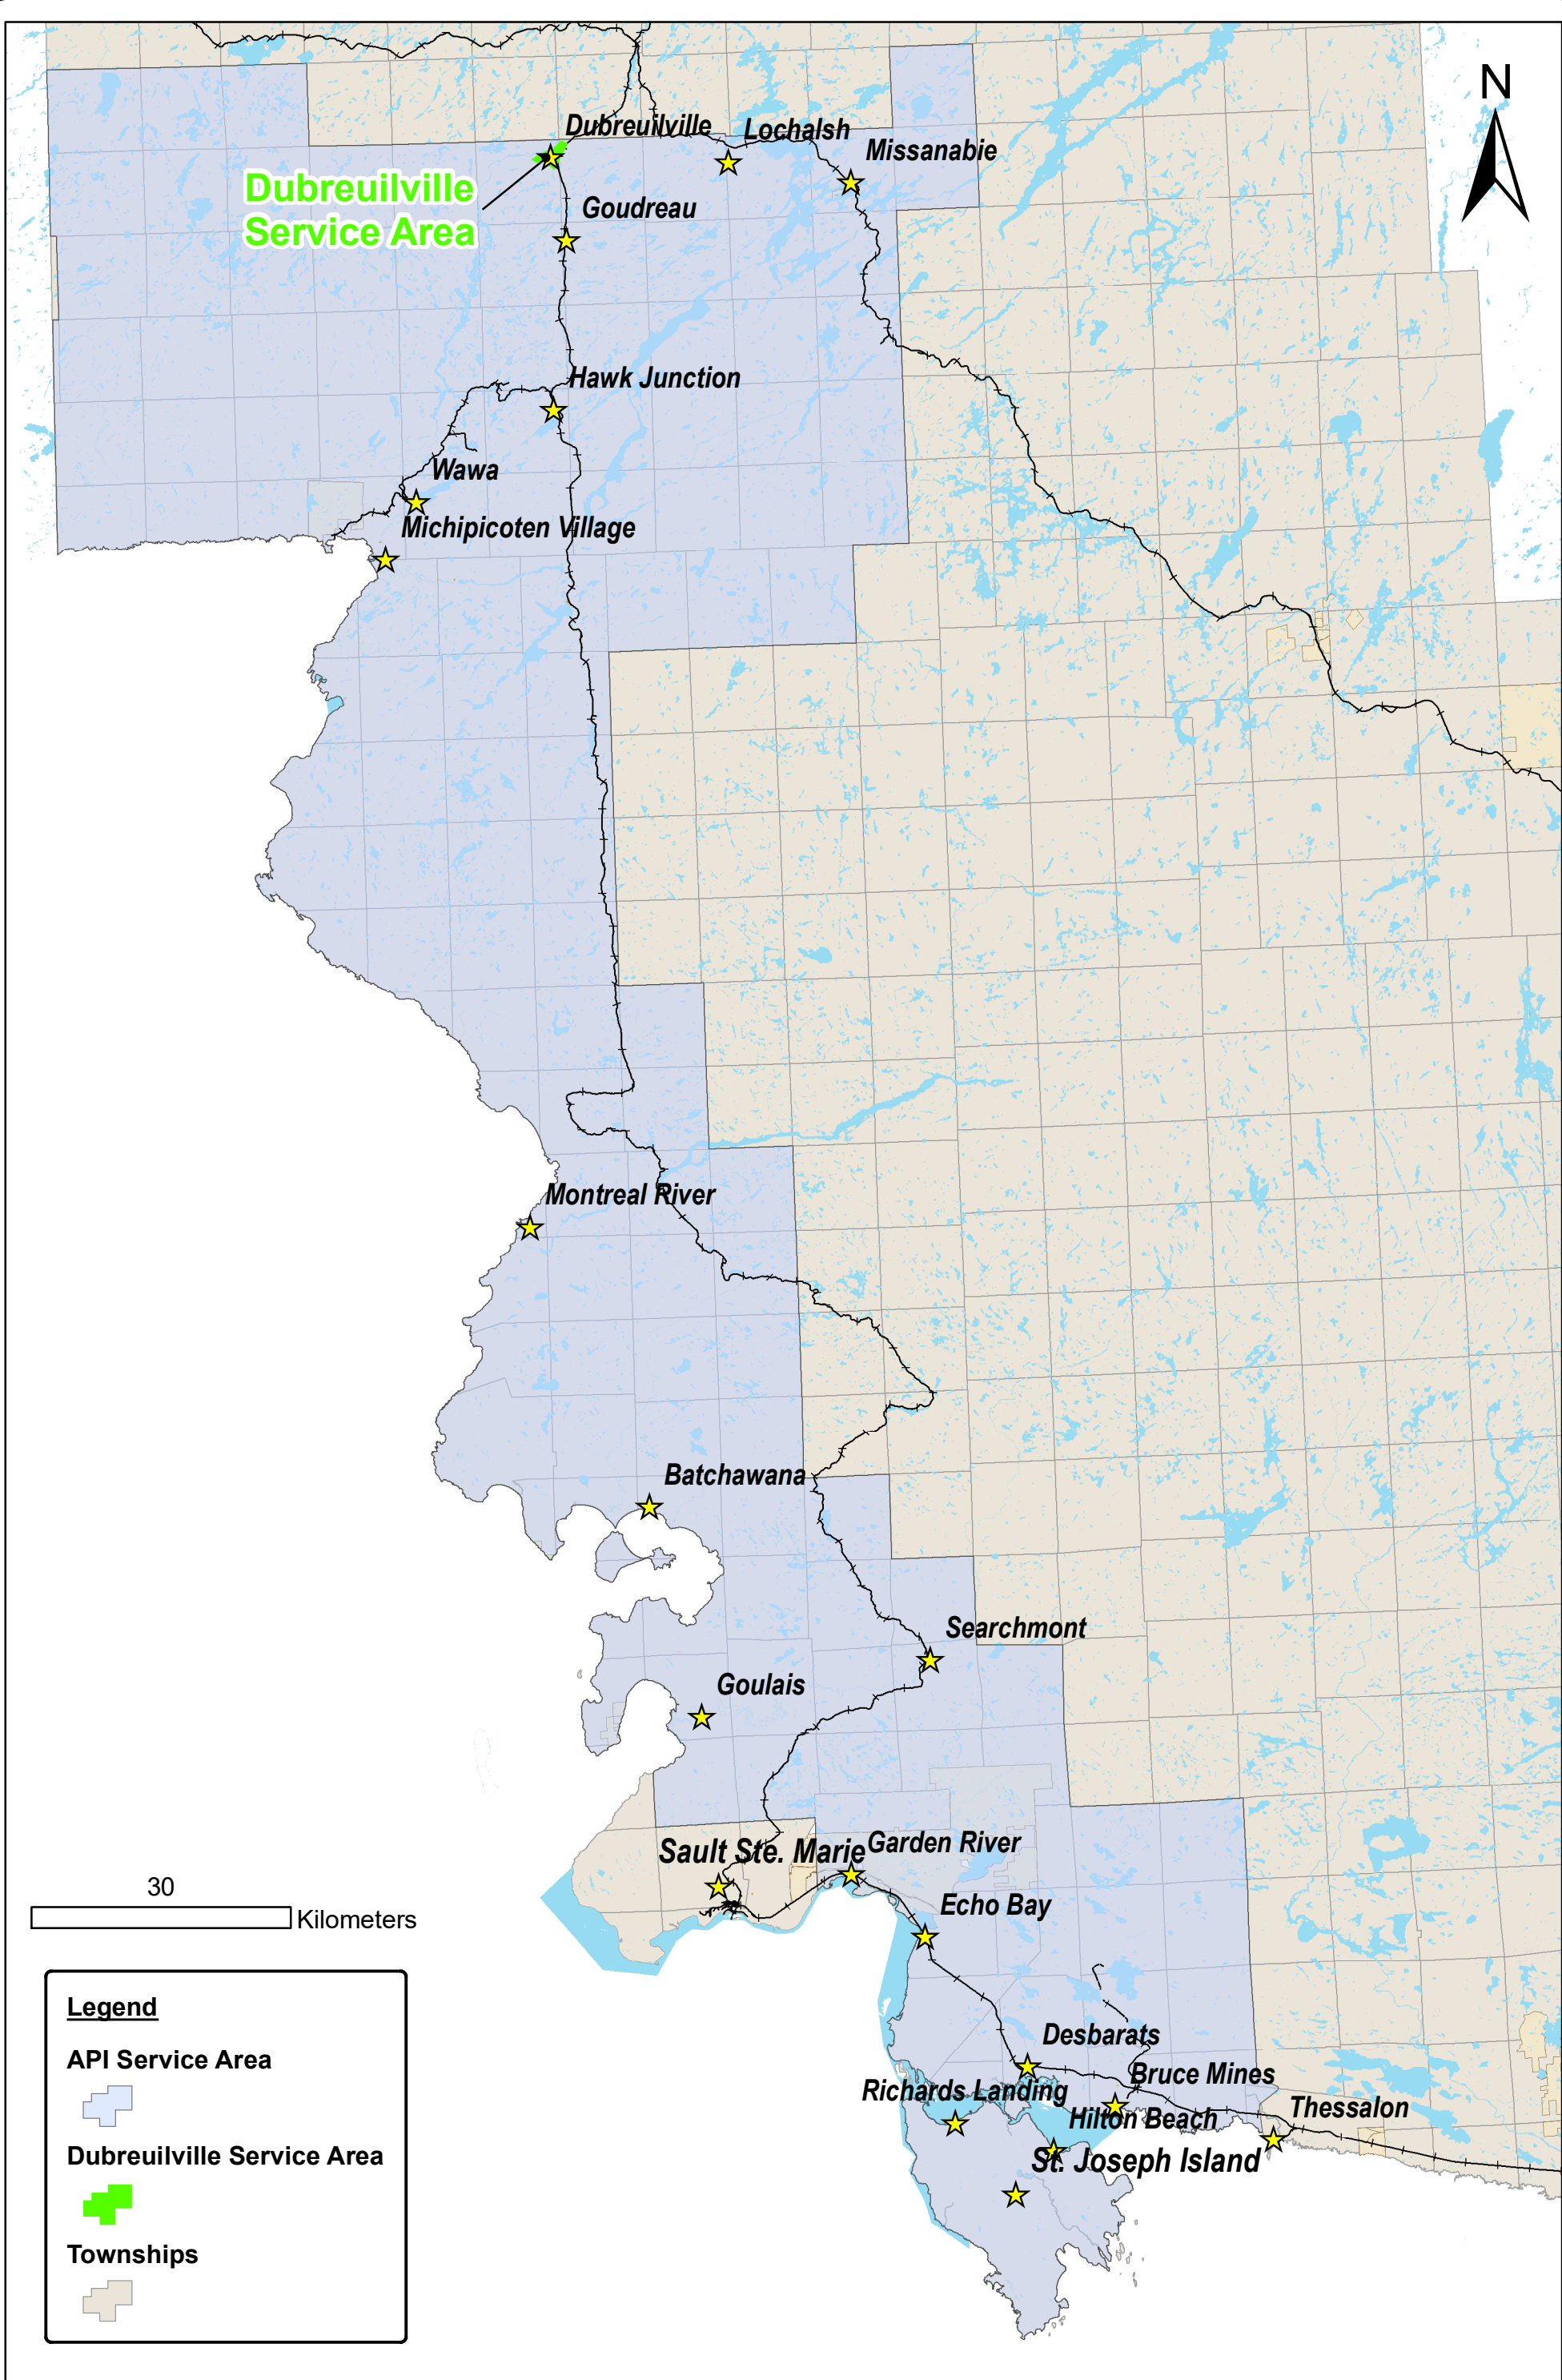 N
Dubreuilville
Lochalsh
Missanabie
Dubreuilville
Service Area
Goudreau
Hawk Junction
Wawa
Michipicoten Village
Montreal River
Batchawana
Searchmont
Goulais
Sault Ste. Marie
Garden River
Echo Bay
Desbarats
Bruce Mines
Richards Landing
Hilton Beach
Thessalon
St. Joseph Island
30
Kilometers
Legend
API Service Area
Dubreuilville Service Area
Townships